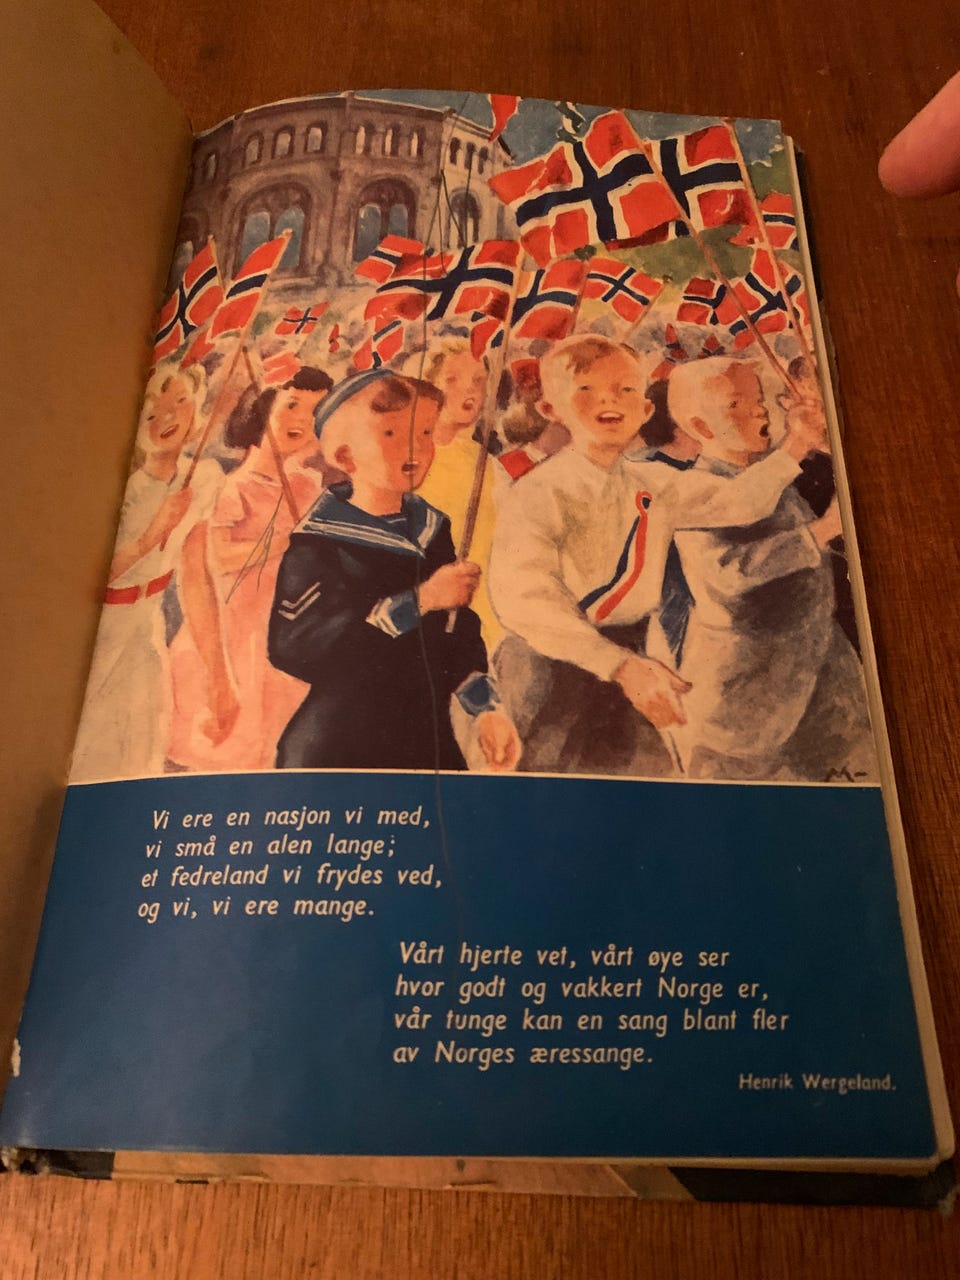 Vi ere en nasjon vi med,
vi små en alen lange;
et fedreland vi frydes ved,
og vi, vi ere mange.
Vårt hjerte vet, vårt øye ser
hvor godt og vakkert Norge er,
vår tunge kan en sang blant fler
av Norges æressange.
Henrik Wergeland.